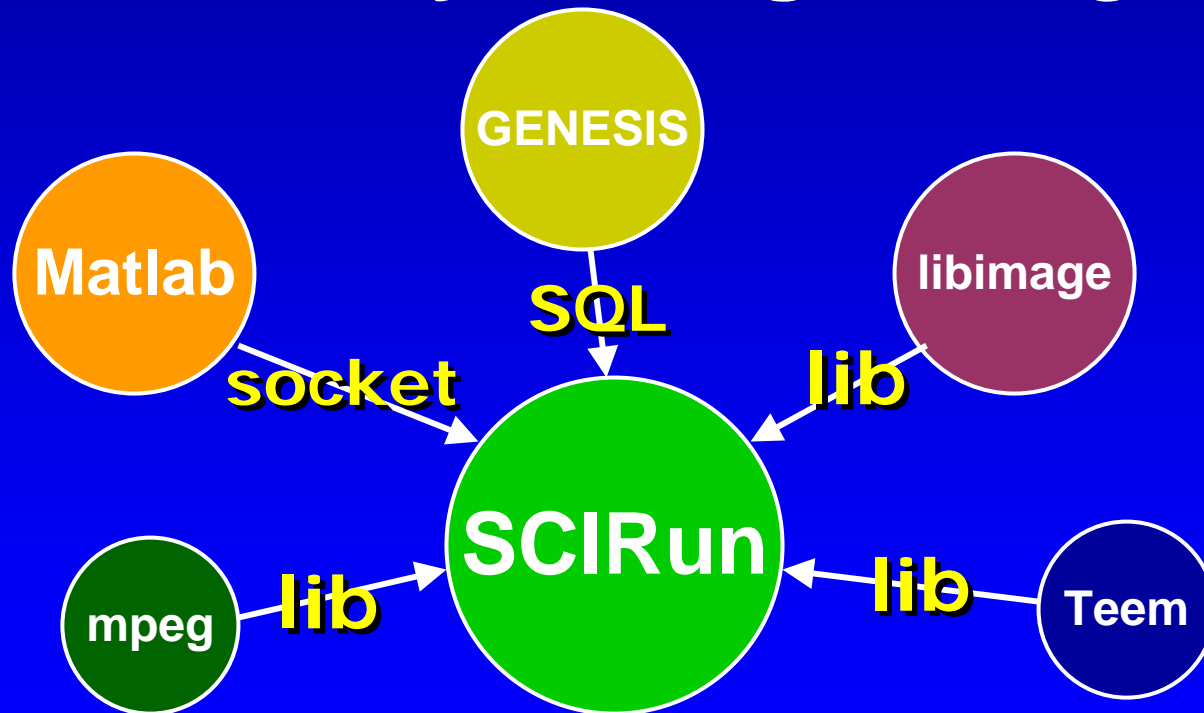 GENESIS
Matlab
libimage
SQL
socket
lib
SCIRun
mpeg
lib
lib
Teem